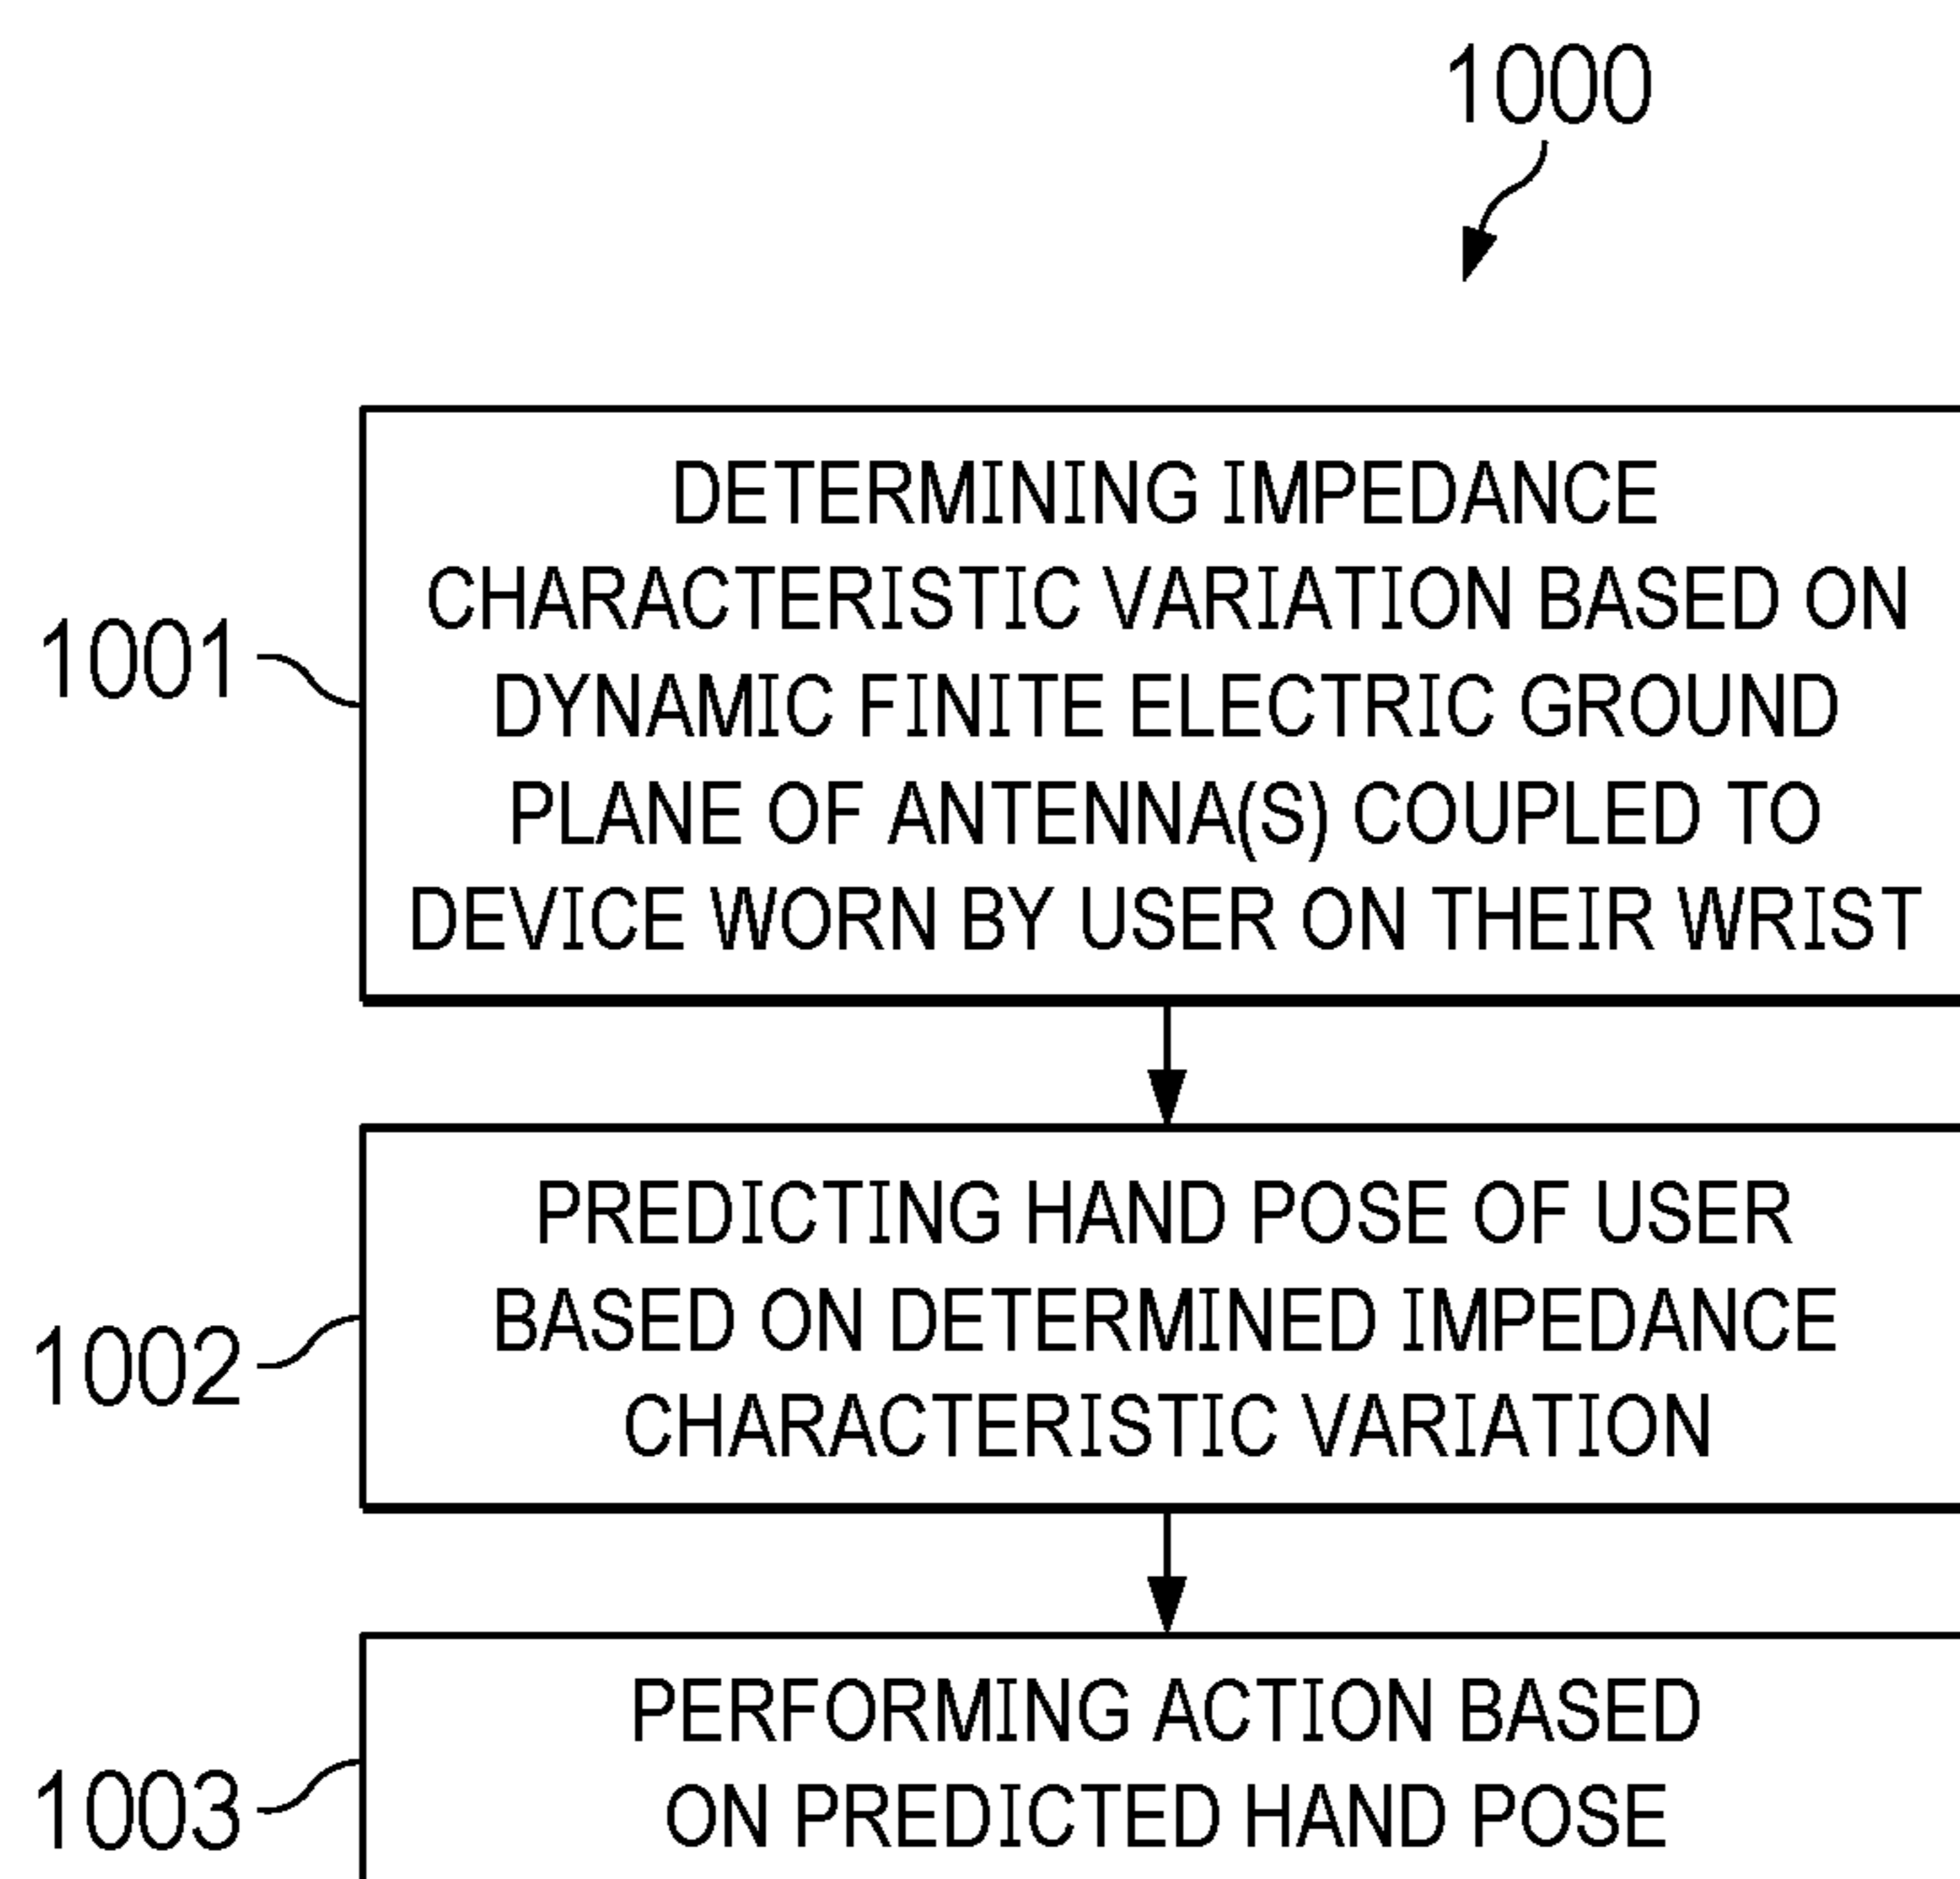 1000
DETERMINING IMPEDANCE
CHARACTERISTIC VARIATION BASED ON
DYNAMIC FINITE ELECTRIC GROUND
1001
PLANE OF ANTENNA(S) COUPLED TO
DEVICE WORN BY USER ON THEIR WRIST
PREDICTING HAND POSE OF USER
BASED ON DETERMINED IMPEDANCE
1002
CHARACTERISTIC VARIATION
PERFORMING ACTION BASED
1003
ON PREDICTED HAND POSE